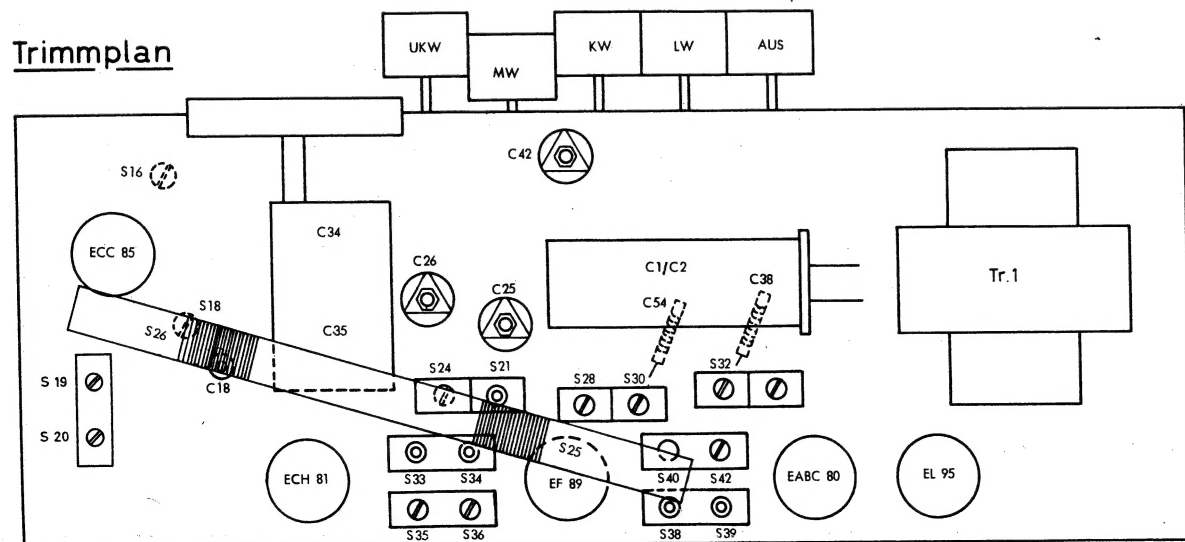 Trimmplan
UKW
MW
KW
LW
AUS
C42
S16
ECC 85
C34
C26
C1/C2
C38
Tr.1
C54
C25
S18
S26
C35
C18
S24
S21
S28
S30
S32
S 19
S 20
S25
S33
S34
S40
S42
ECH 81
EF 89
EABC 80
EL 95
S35
S36
S38
S39